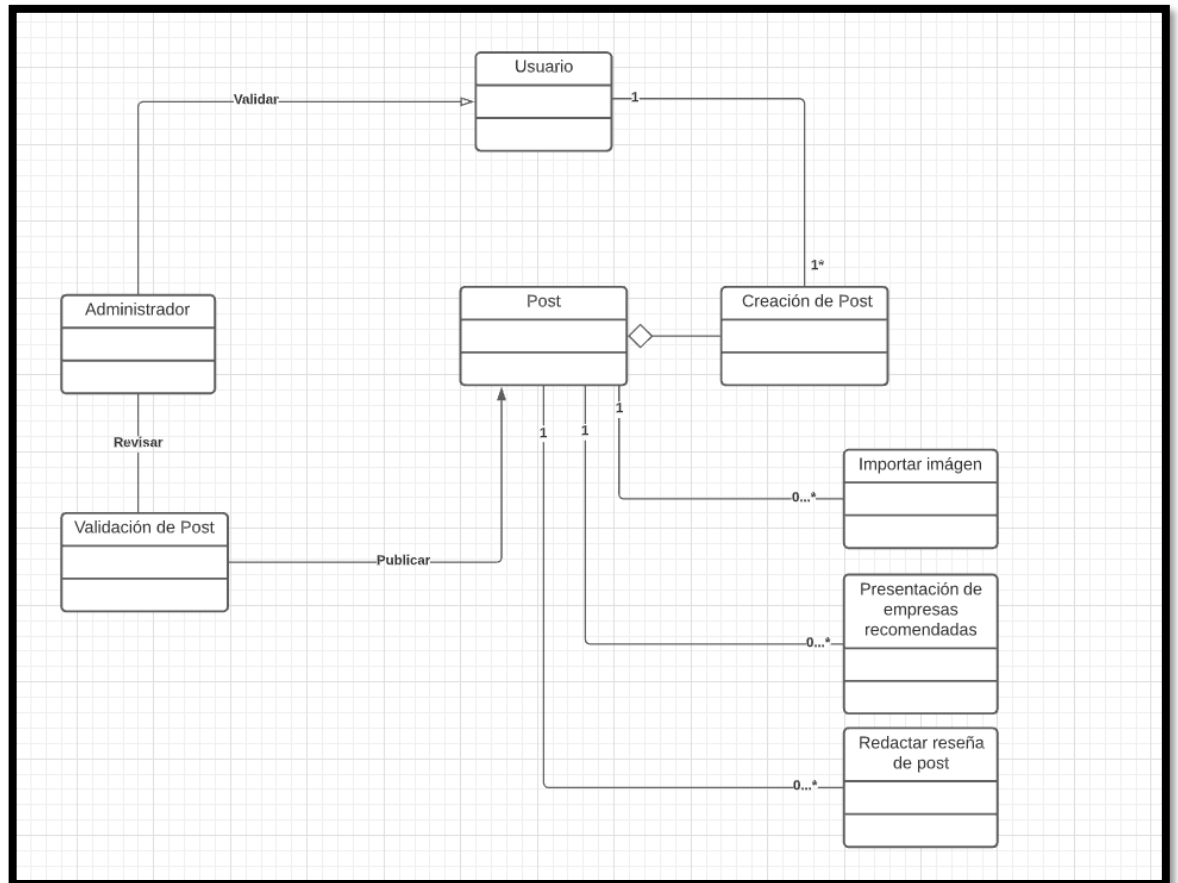 Usuario
Validar
1
1*
Administrador
Post
Creación de Post
1
1
1
Revisar
Importar imágen
0...*
Validación de Post
Publicar
Presentación de
empresas
recomendadas
0...*
Redactar reseña
de post
0...*